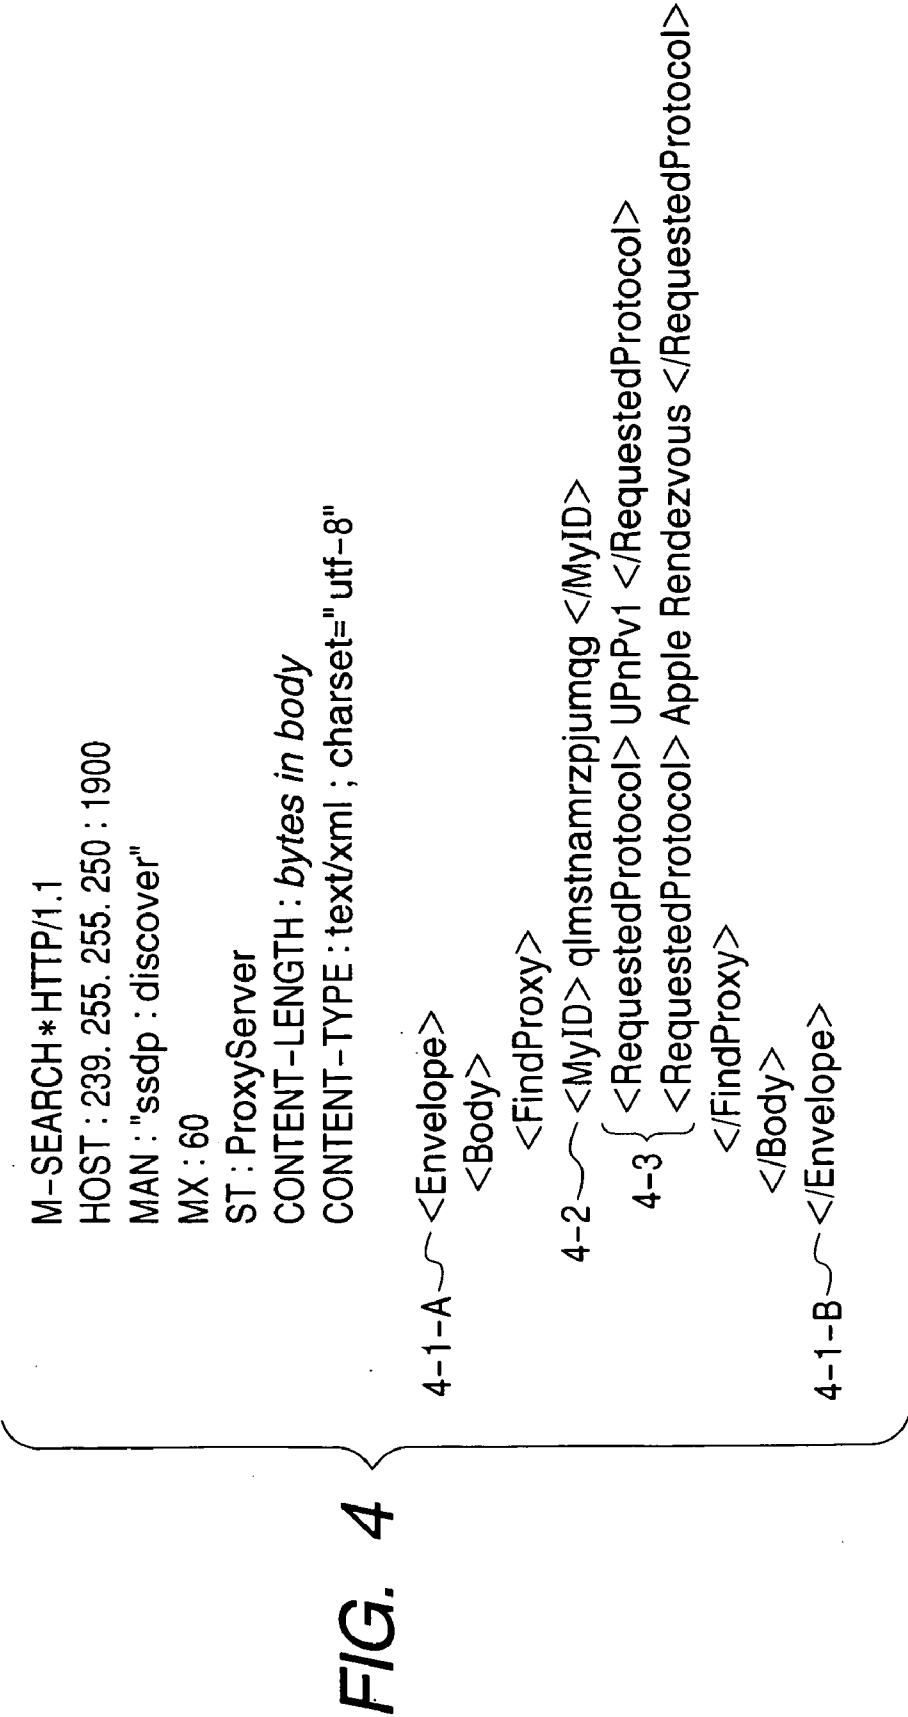 FIG. 4
M-SEARCH*HTTP/1.1
HOST : 239. 255. 255. 250 : 1900
MAN : "ssdp : discover"
MX : 60
ST : ProxyServer
CONTENT-LENGTH : bytes in body
CONTENT-TYPE : text/xml ; charset="utf-8"
4-1-A <Envelope>
<Body>
<FindProxy>
4-2 <MyID> qlmstnamrzpjumqg </MyID>
4-3 <RequestedProtocol> UPnPv1 </RequestedProtocol>
<RequestedProtocol> Apple Rendezvous </RequestedProtocol>
</FindProxy>
</Body>
4-1-B </Envelope>